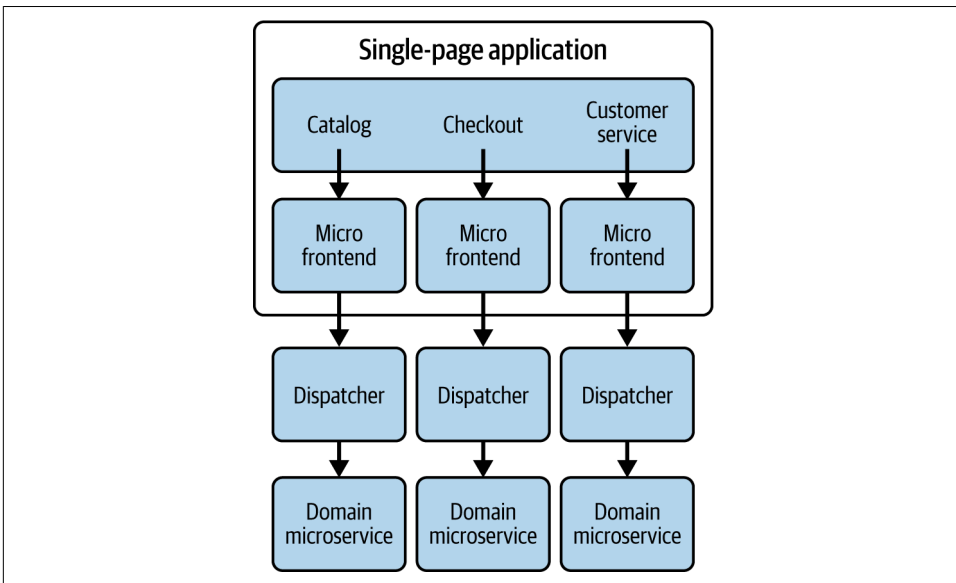 Single-page application
Catalog
Checkout
Customer
service
Micro
frontend
Micro
frontend
Micro
frontend
Dispatcher
Dispatcher
Dispatcher
Domain
microservice
Domain
microservice
Domain
microservice